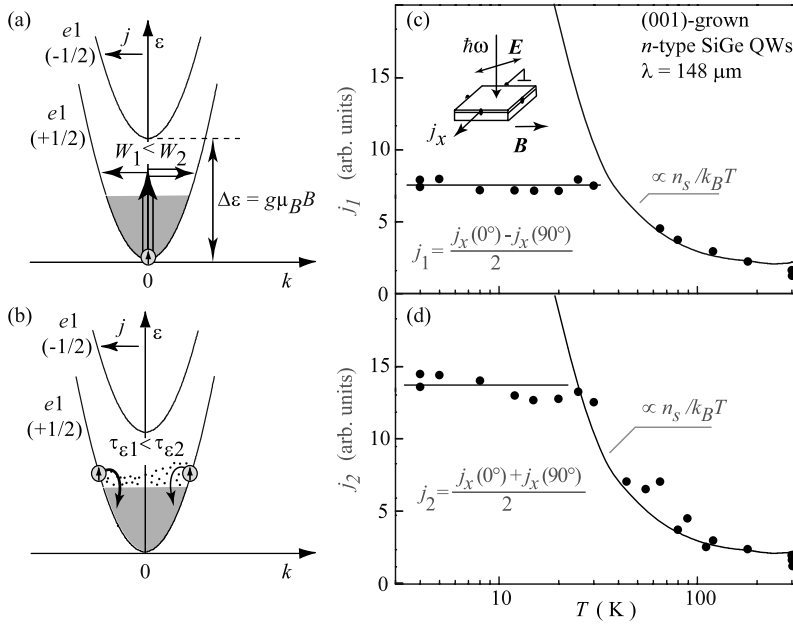 (a)
e1
(-1/2)
j
ε
e1
(+1/2)
W1 < W2
Δε = gμBB
0
k
(b)
e1
(-1/2)
j
ε
e1
(+1/2)
τε1 < τε2
0
k
(c)
(001)-grown
n-type SiGe QWs
λ = 148 μm
ħω
E
⊥
jx
B
15
10
5
0
j1 (arb. units)
∝ ns /kBT
j1 = jx(0°) - jx(90°)
2
(d)
20
15
10
5
0
j2 (arb. units)
∝ ns /kBT
j2 = jx(0°) + jx(90°)
2
10
100
T ( K )